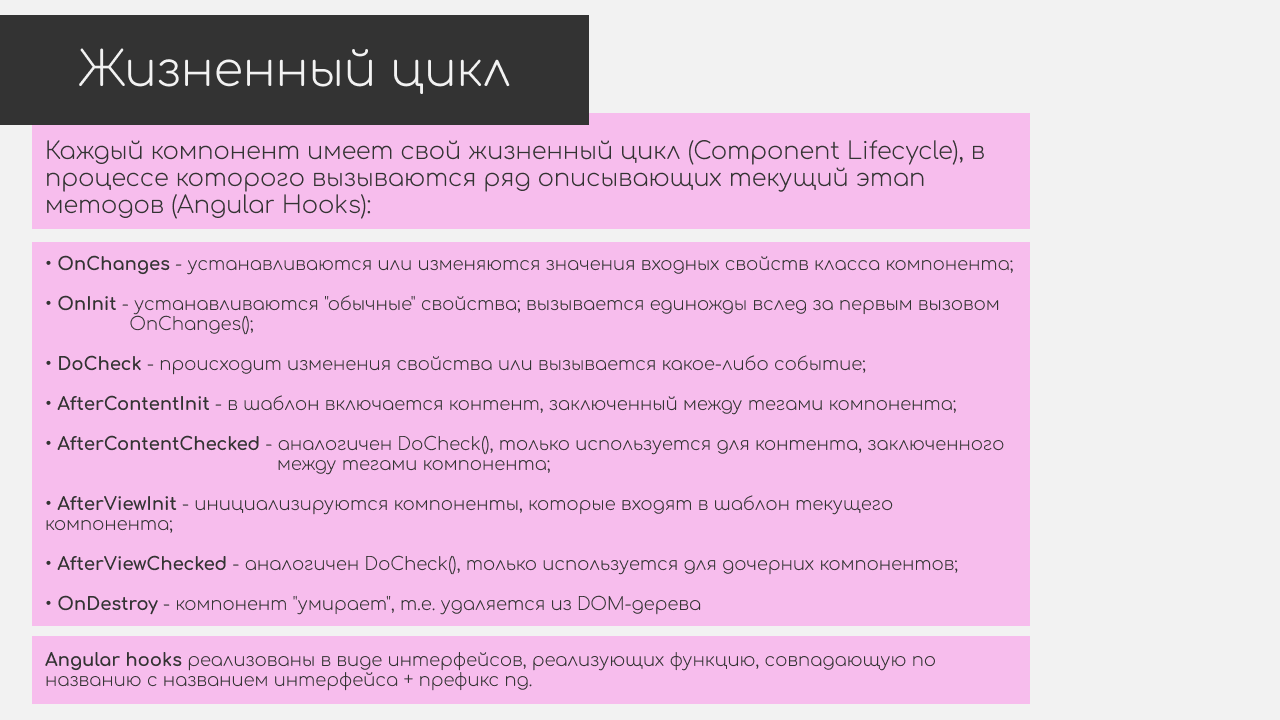 Жизненный цикл
Каждый компонент имеет свой жизненный цикл (Component Lifecycle), в
процессе которого вызываются ряд описывающих текущий этап
методов (Angular Hooks):
• OnChanges - устанавливаются или изменяются значения входных свойств класса компонента;
• OnInit - устанавливаются "обычные" свойства; вызывается единожды вслед за первым вызовом
OnChanges();
• DoCheck - происходит изменения свойства или вызывается какое-либо событие;
• AfterContentInit - в шаблон включается контент, заключенный между тегами компонента;
• AfterContentChecked - аналогичен DoCheck(), только используется для контента, заключенного
между тегами компонента;
• AfterViewInit - инициализируются компоненты, которые входят в шаблон текущего
компонента;
• AfterViewChecked - аналогичен DoCheck(), только используется для дочерних компонентов;
• OnDestroy - компонент "умирает", т.е. удаляется из DOM-дерева
Angular hooks реализованы в виде интерфейсов, реализующих функцию, совпадающую по
названию с названием интерфейса + префикс ng.